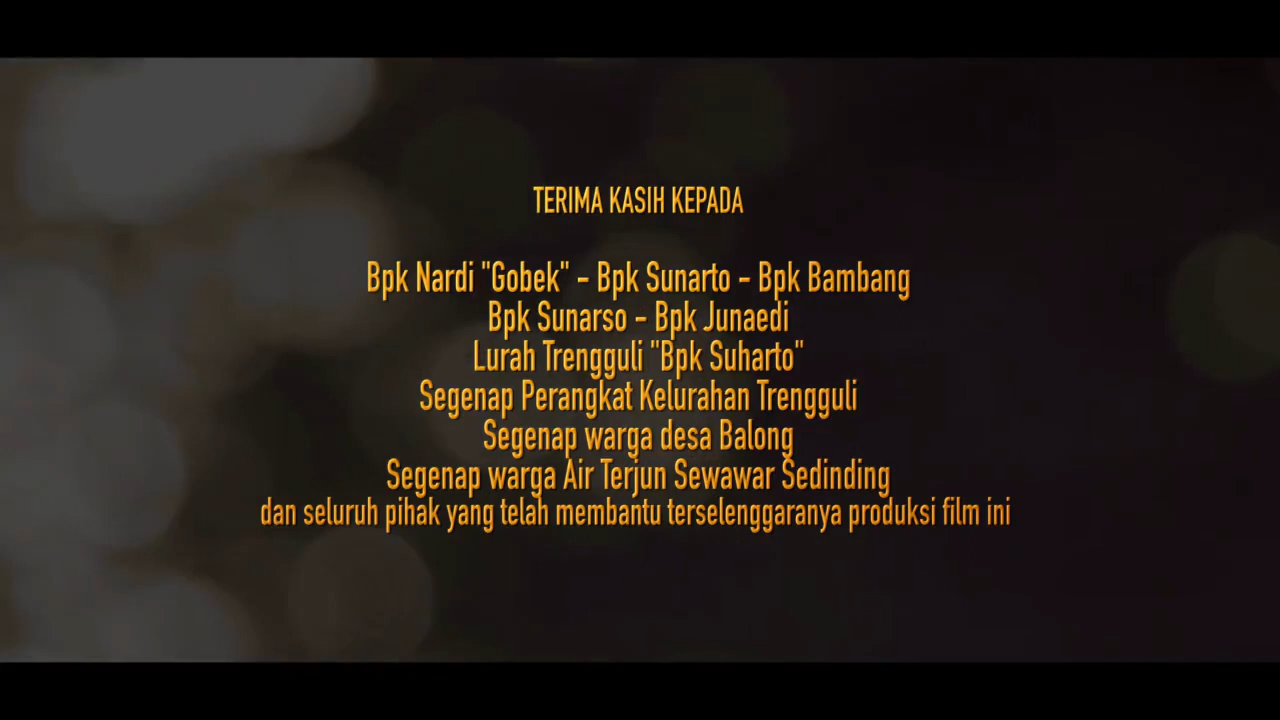 TERIMA KASIH KEPADA
Bpk Nardi "Gobek" - Bpk Sunarto - Bpk Bambang
Bpk Sunarso - Bpk Junaedi
Lurah Trengguli "Bpk Suharto"
Segenap Perangkat Kelurahan Trengguli
Segenap warga desa Balong
Segenap warga Air Terjun Sewawar Sedinding
dan seluruh pihak yang telah membantu terselenggaranya produksi film ini